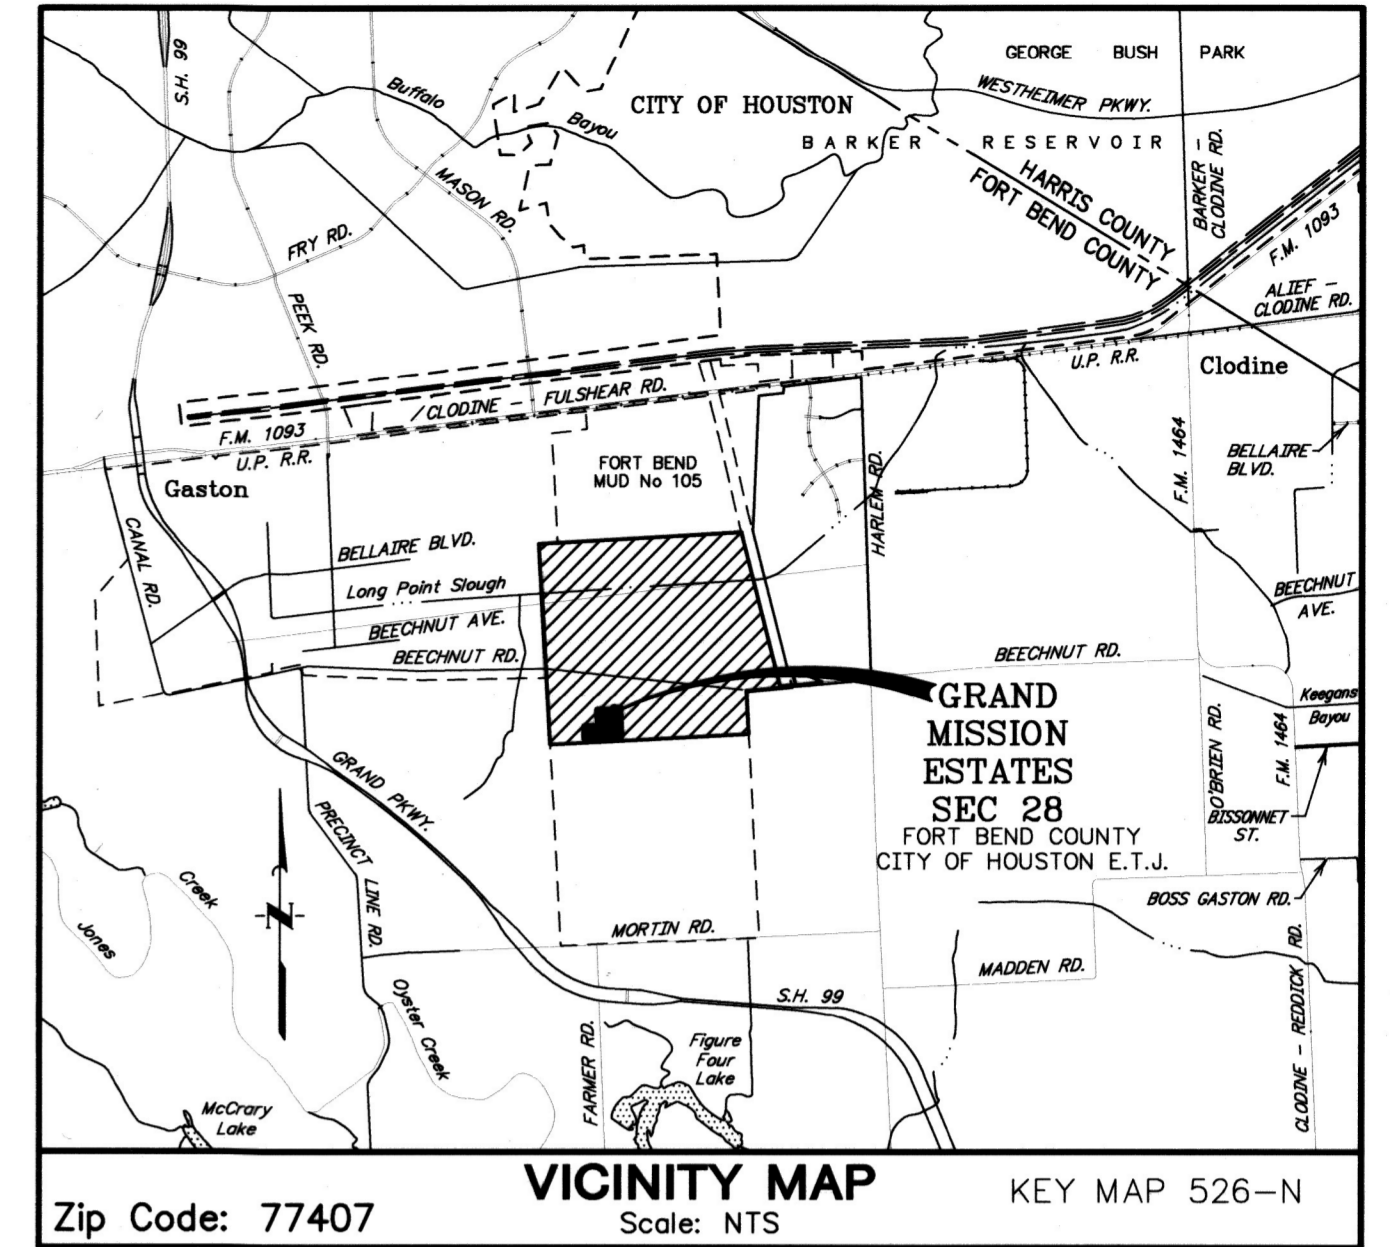 S.H. 99
GEORGE BUSH PARK
WESTHEIMER PKWY.
Buffalo
Bayou
CITY OF HOUSTON
BARKER RESERVOIR
BARKER -
CLODINE RD.
HARRIS COUNTY
FORT BEND COUNTY
MASON RD.
FRY RD.
PEEK RD.
F.M. 1093
ALIEF -
CLODINE RD.
U.P. R.R.
Clodine
CLODINE - FULSHEAR RD.
F.M. 1093
U.P. R.R.
Gaston
FORT BEND
MUD No 105
HARLEM RD.
F.M. 1464
BELLAIRE
BLVD.
CANAL RD.
BELLAIRE BLVD.
Long Point Slough
BEECHNUT AVE.
BEECHNUT RD.
BEECHNUT RD.
BEECHNUT
AVE.
Keegans
Bayou
GRAND
MISSION
ESTATES
SEC 28
FORT BEND COUNTY
CITY OF HOUSTON E.T.J.
O'BRIEN RD.
F.M. 1464
BISSONNET
ST.
BOSS GASTON RD.
GRAND PKWY.
PRECINCT LINE RD.
N
Creek
Jones
MORTIN RD.
MADDEN RD.
S.H. 99
Oyster Creek
FARMER RD.
Figure
Four
Lake
CLODINE - REDDICK RD.
McCrary
Lake
VICINITY MAP
Scale: NTS
Zip Code: 77407
KEY MAP 526-N